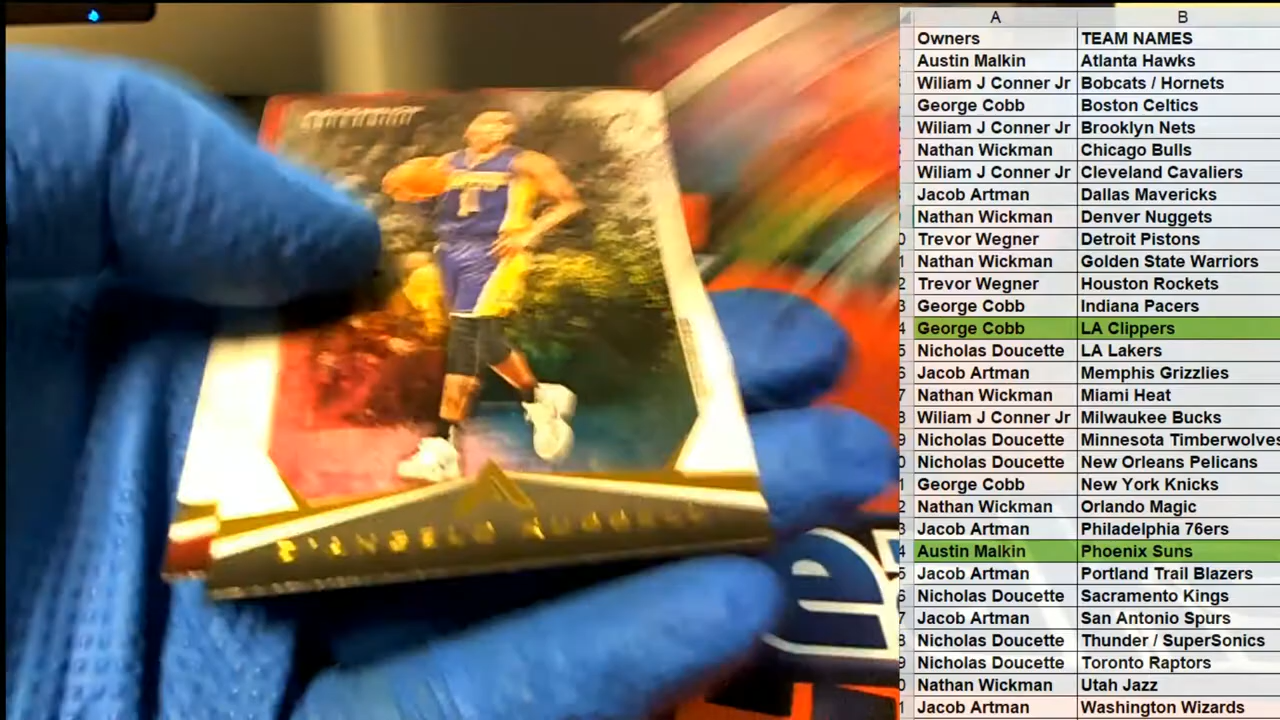 A B
Owners TEAM NAMES
Austin Malkin Atlanta Hawks
Wiliam J Conner Jr Bobcats / Hornets
George Cobb Boston Celtics
Wiliam J Conner Jr Brooklyn Nets
Nathan Wickman Chicago Bulls
Wiliam J Conner Jr Cleveland Cavaliers
Jacob Artman Dallas Mavericks
Nathan Wickman Denver Nuggets
Trevor Wegner Detroit Pistons
Nathan Wickman Golden State Warriors
Trevor Wegner Houston Rockets
George Cobb Indiana Pacers
George Cobb LA Clippers
Nicholas Doucette LA Lakers
Jacob Artman Memphis Grizzlies
Nathan Wickman Miami Heat
Wiliam J Conner Jr Milwaukee Bucks
Nicholas Doucette Minnesota Timberwolves
Nicholas Doucette New Orleans Pelicans
George Cobb New York Knicks
Nathan Wickman Orlando Magic
Jacob Artman Philadelphia 76ers
Austin Malkin Phoenix Suns
Jacob Artman Portland Trail Blazers
Nicholas Doucette Sacramento Kings
Jacob Artman San Antonio Spurs
Nicholas Doucette Thunder / SuperSonics
Nicholas Doucette Toronto Raptors
Nathan Wickman Utah Jazz
Jacob Artman Washington Wizards
D'ANGELO RUSSELL